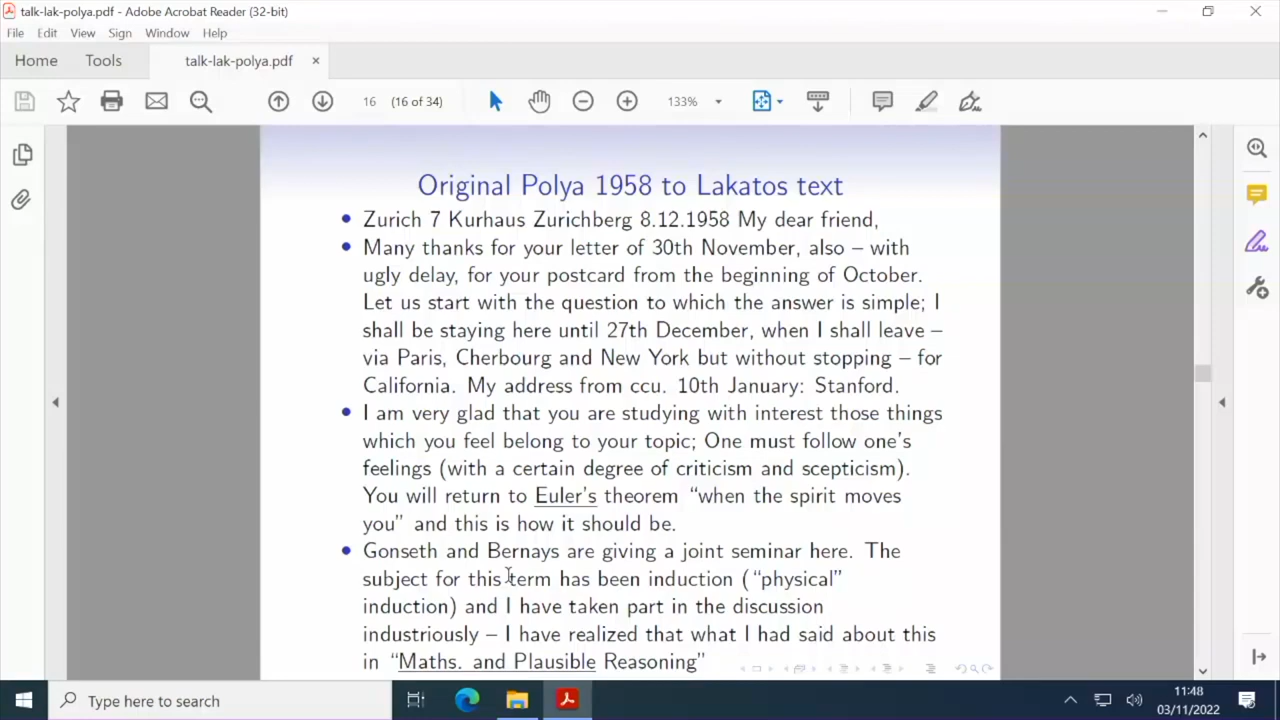 talk-lak-polya.pdf - Adobe Acrobat Reader (32-bit)
File Edit View Sign Window Help
Home Tools talk-lak-polya.pdf ×
16 (16 of 34) 133%
Original Polya 1958 to Lakatos text
• Zurich 7 Kurhaus Zurichberg 8.12.1958 My dear friend,
• Many thanks for your letter of 30th November, also – with
ugly delay, for your postcard from the beginning of October.
Let us start with the question to which the answer is simple; I
shall be staying here until 27th December, when I shall leave –
via Paris, Cherbourg and New York but without stopping – for
California. My address from ccu. 10th January: Stanford.
• I am very glad that you are studying with interest those things
which you feel belong to your topic; One must follow one's
feelings (with a certain degree of criticism and scepticism).
You will return to Euler's theorem “when the spirit moves
you” and this is how it should be.
• Gonseth and Bernays are giving a joint seminar here. The
subject for this term has been induction (“physical”
induction) and I have taken part in the discussion
industriously – I have realized that what I had said about this
in “Maths. and Plausible Reasoning”
Type here to search
11:48
03/11/2022